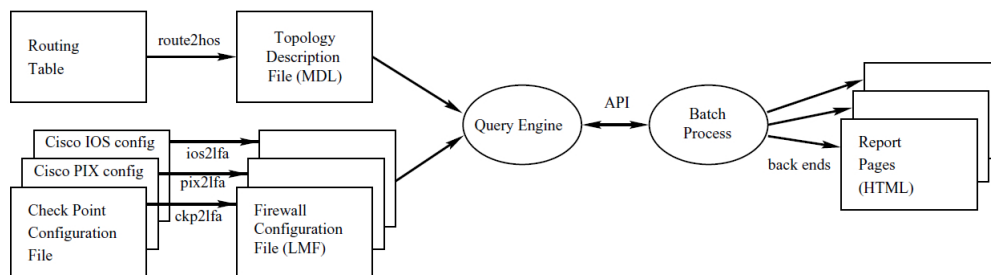 Routing
Table
route2hos
Topology
Description
File (MDL)
Cisco IOS config
ios2lfa
Cisco PIX config
pix2lfa
Check Point
Configuration
File
ckp2lfa
Firewall
Configuration
File (LMF)
Query Engine
API
Batch
Process
back ends
Report
Pages
(HTML)